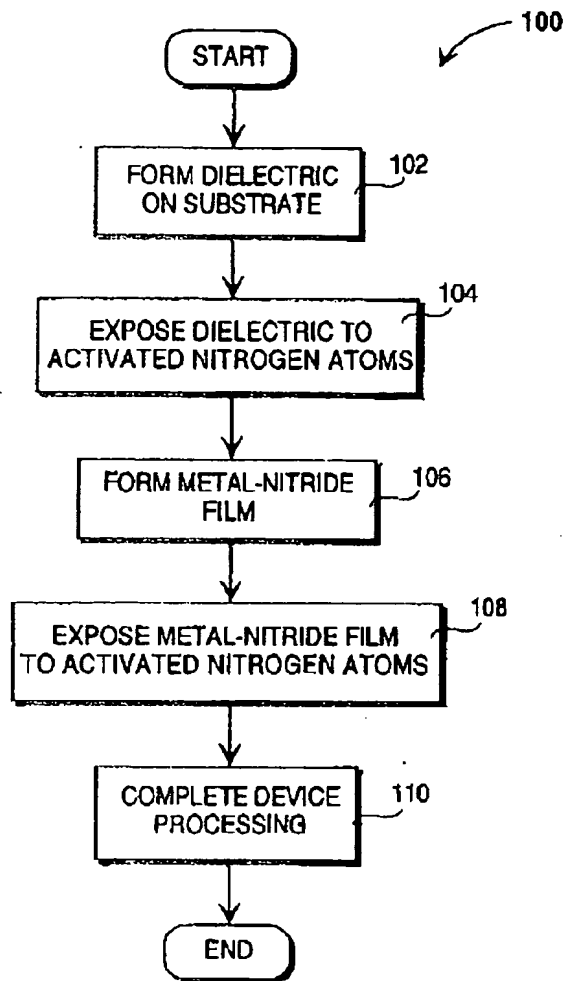 100
START
FORM DIELECTRIC
ON SUBSTRATE
102
104
EXPOSE DIELECTRIC TO
ACTIVATED NITROGEN ATOMS
FORM METAL-NITRIDE
FILM
106
108
EXPOSE METAL-NITRIDE FILM
TO ACTIVATED NITROGEN ATOMS
COMPLETE DEVICE
PROCESSING
110
END